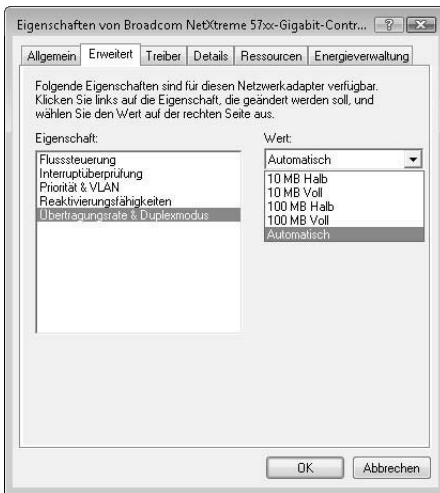 Eigenschaften von Broadcom NetXtreme 57xx-Gigabit-Contr...
Allgemein Erweitert Treiber Details Ressourcen Energieverwaltung
Folgende Eigenschaften sind für diesen Netzwerkadapter verfügbar.
Klicken Sie links auf die Eigenschaft, die geändert werden soll, und
wählen Sie den Wert auf der rechten Seite aus.
Eigenschaft:
Flusssteuerung
Interruptüberprüfung
Priorität & VLAN
Reaktivierungsfähigkeiten
Übertragungsrate & Duplexmodus
Wert:
Automatisch
10 MB Halb
10 MB Voll
100 MB Halb
100 MB Voll
Automatisch
OK Abbrechen